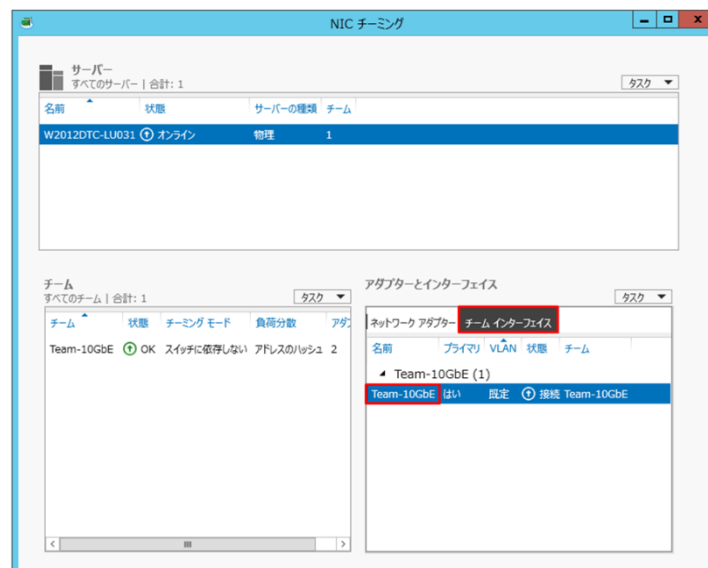 NIC チーミング
サーバー
すべてのサーバー | 合計: 1
タスク
名前 状態 サーバーの種類 チーム
W2012DTC-LU031 オンライン 物理 1
チーム
すべてのチーム | 合計: 1
タスク
チーム 状態 チーミング モード 負荷分散 アダ
Team-10GbE OK スイッチに依存しない アドレスのハッシュ 2
アダプターとインターフェイス
タスク
ネットワーク アダプター チーム インターフェイス
名前 プライマリ VLAN 状態 チーム
Team-10GbE (1)
Team-10GbE はい 既定 接続 Team-10GbE